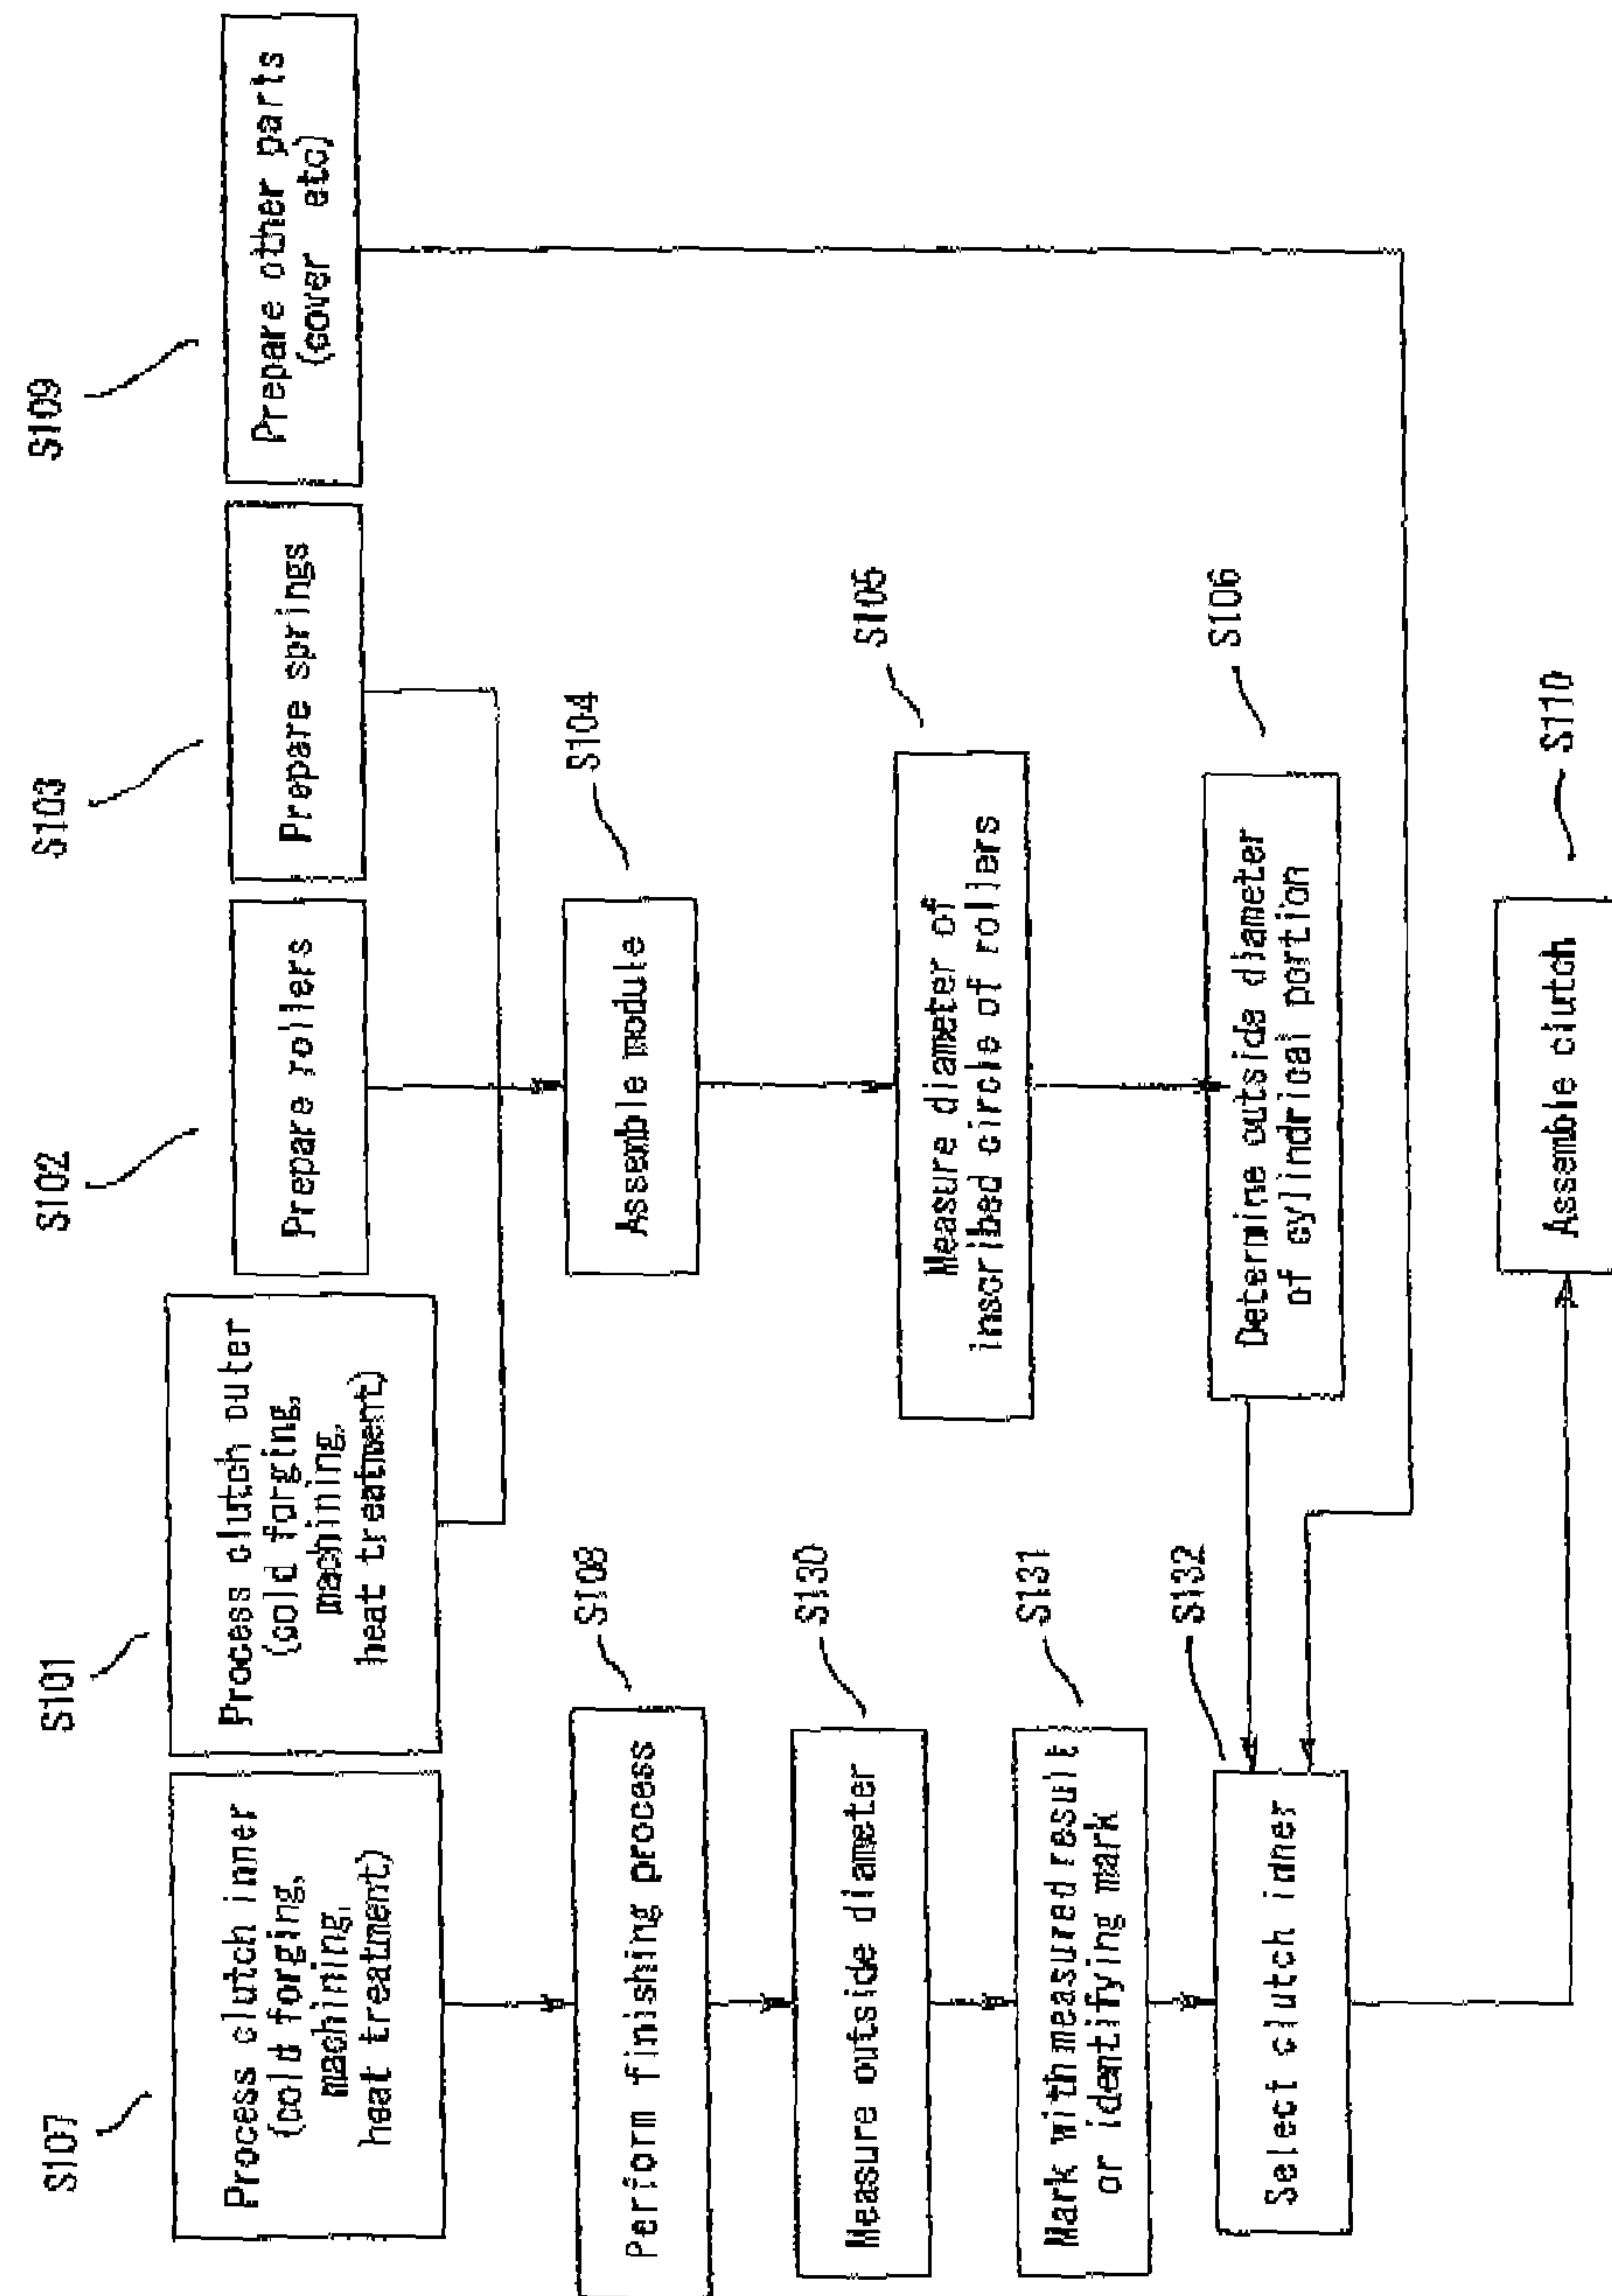 S107
Process clutch inner
(cold forging,
machining,
heat treatment)
S101
Process clutch outer
(cold forging,
machining,
heat treatment)
S102
Prepare rollers
S103
Prepare springs
S109
Prepare other parts
(cover etc)
S108
Perform finishing process
S104
Assemble module
S130
Measure outside diameter
S105
Measure diameter of
inscribed circle of rollers
S131
Mark with measured result
or identifying mark
S106
Determine outside diameter
of cylindrical portion
S132
Select clutch inner
S110
Assemble clutch